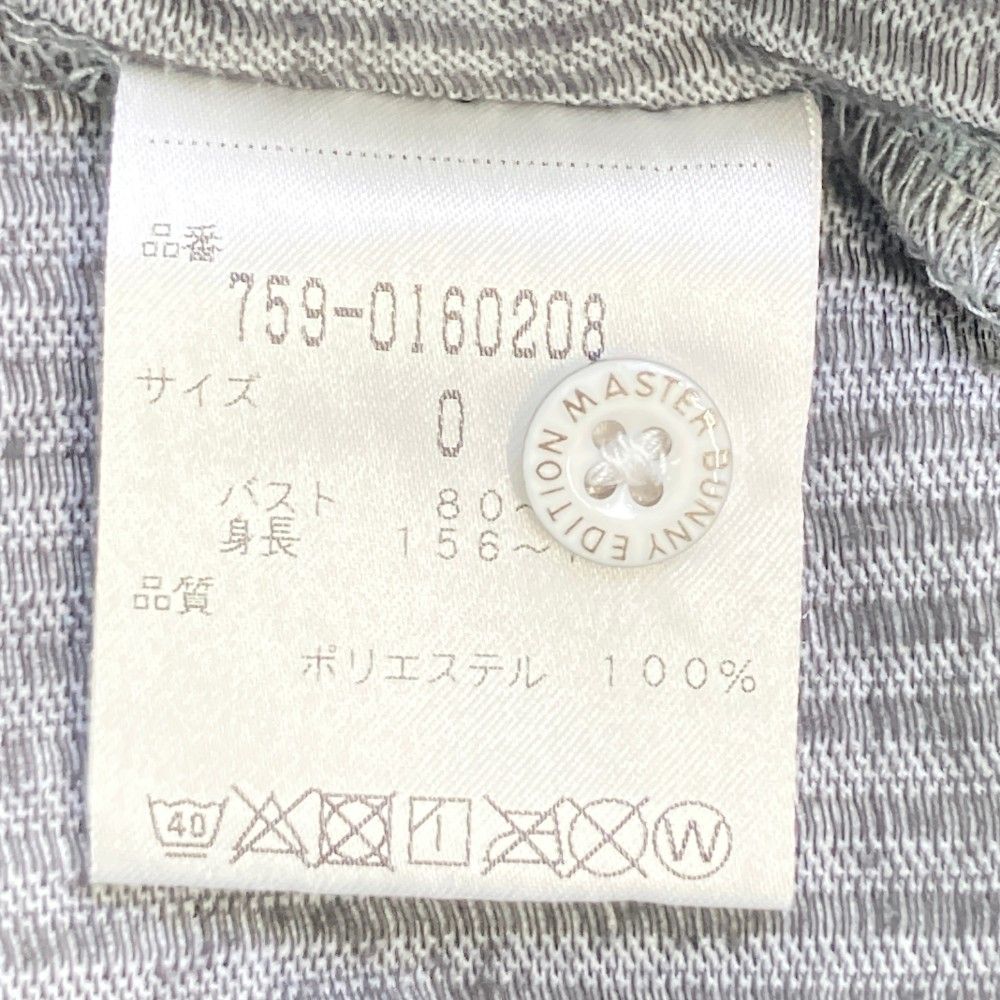 品番
759-0160208
サイズ
0
バスト 80~
身長 156~
品質
ポリエステル 100%
40
W
MASTER BUNNY EDITION